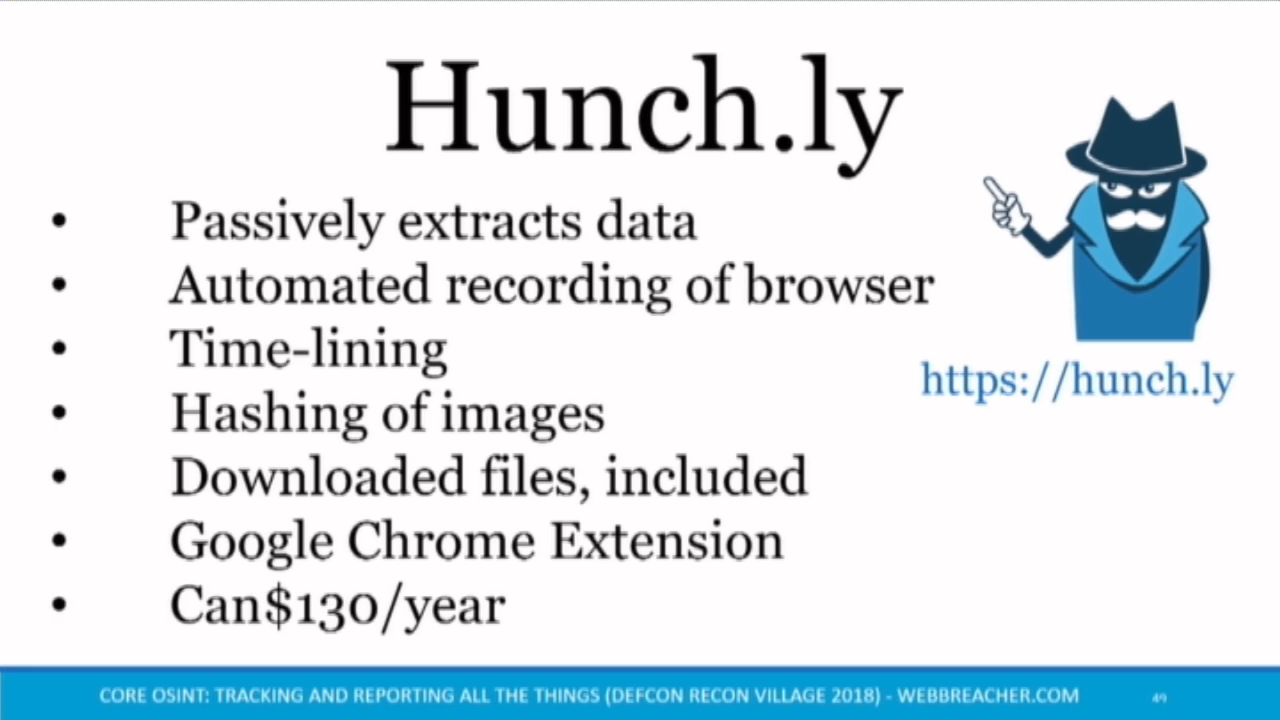 Hunch.ly
• Passively extracts data
• Automated recording of browser
• Time-lining
• Hashing of images
• Downloaded files, included
• Google Chrome Extension
• Can$130/year
https://hunch.ly
CORE OSINT: TRACKING AND REPORTING ALL THE THINGS (DEFCON RECON VILLAGE 2018) - WEBBREACHER.COM
49